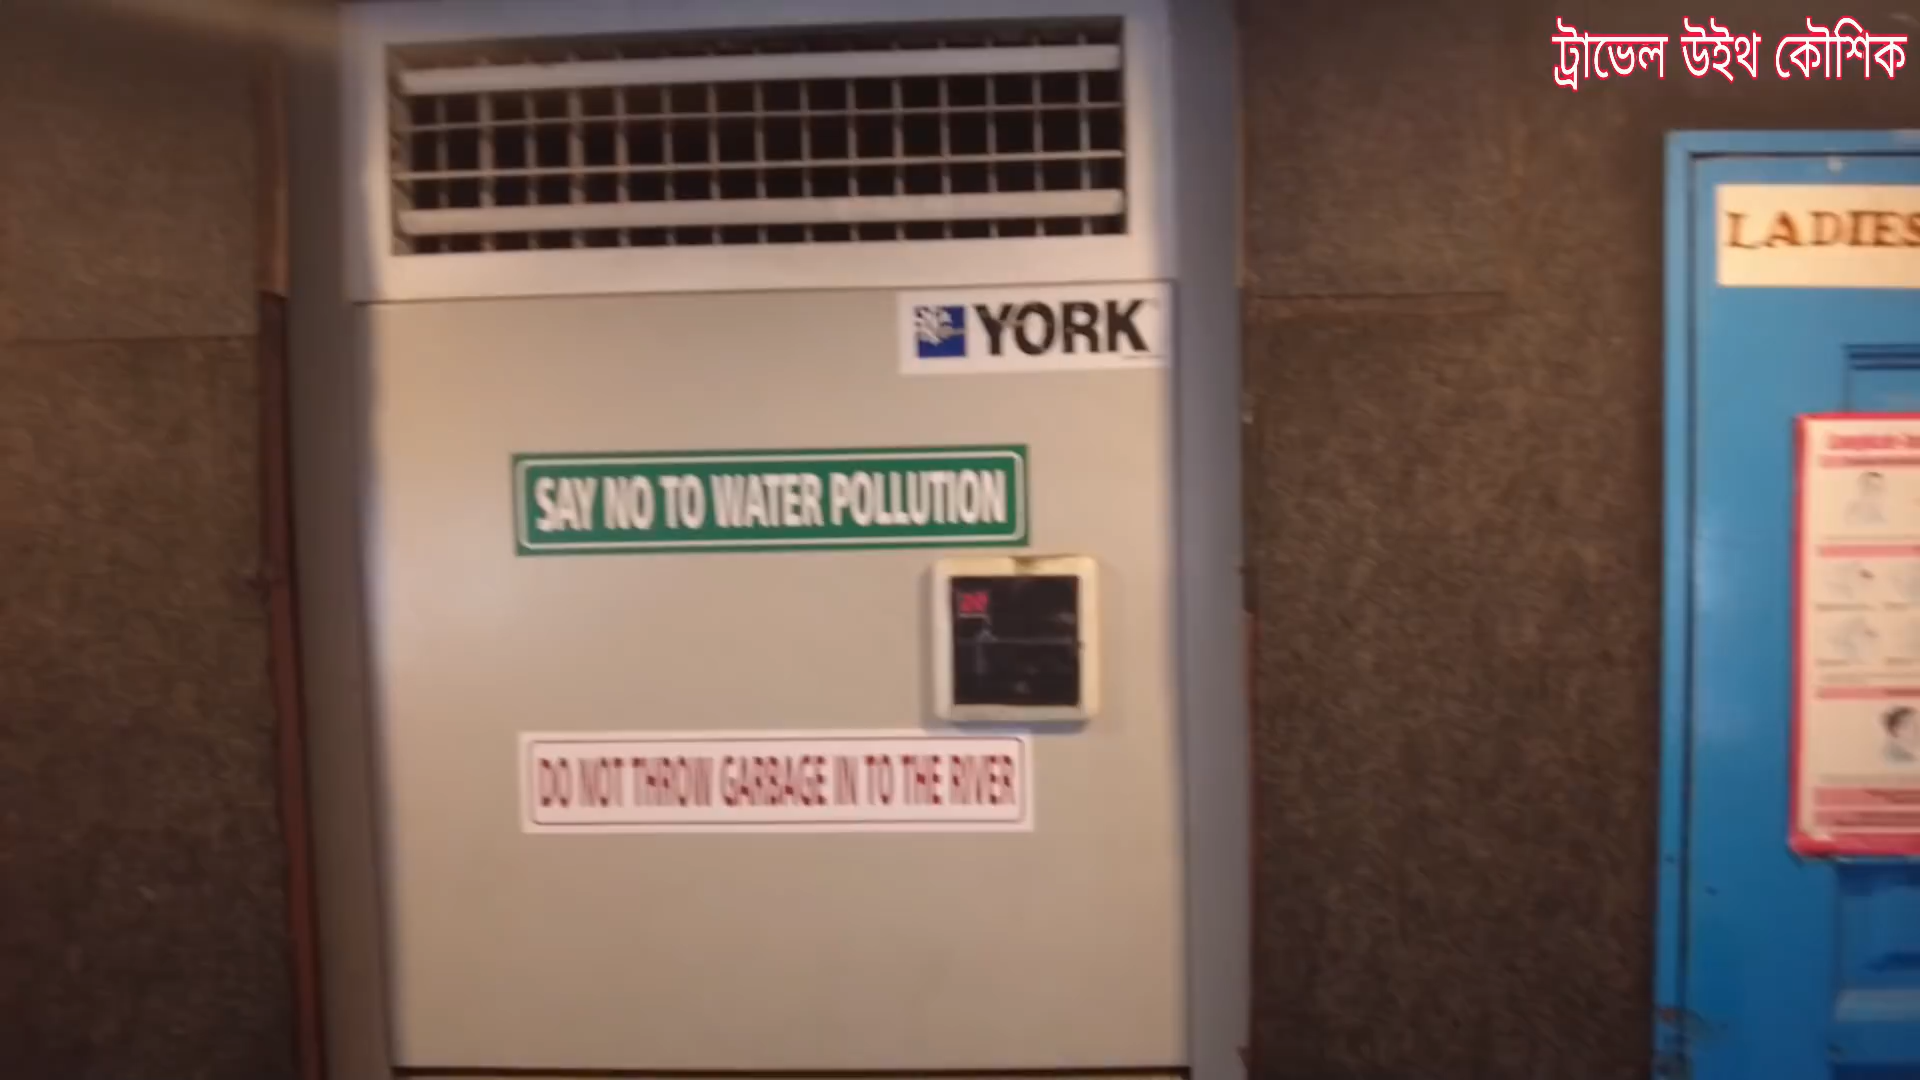 ট্রাভেল উইথ কৌশিক
LADIES
YORK
SAY NO TO WATER POLLUTION
DO NOT THROW GARBAGE IN TO THE RIVER